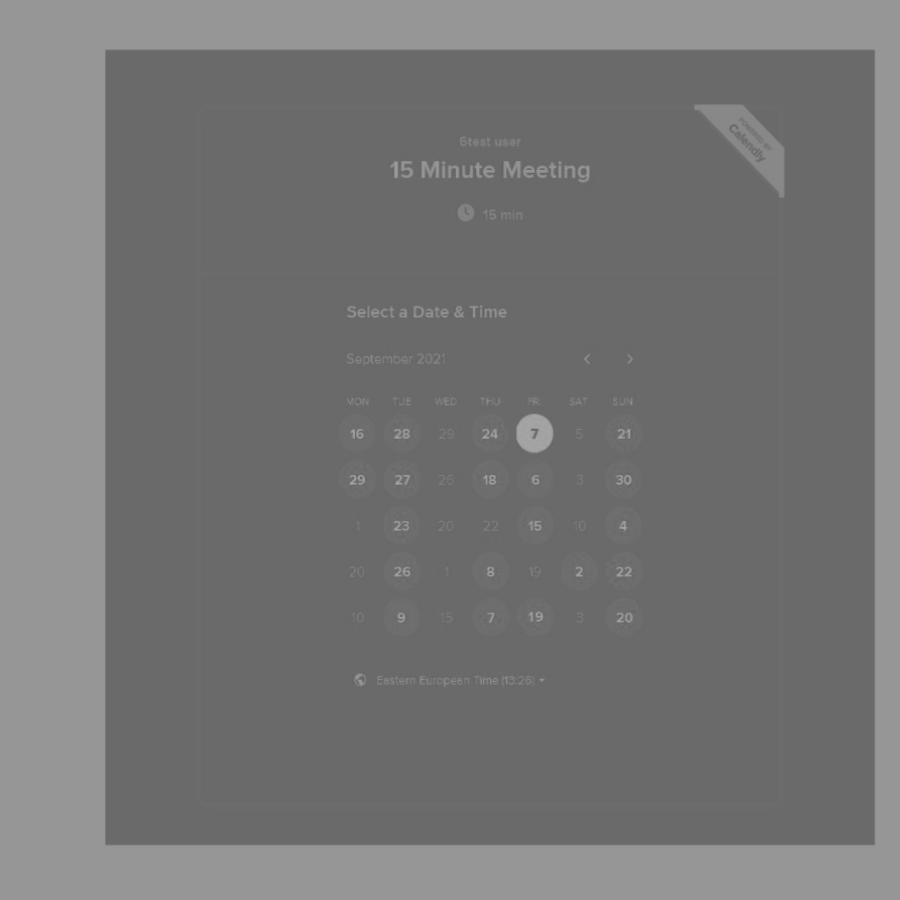 6test user
15 Minute Meeting
15 min
POWERED BY
Calendly
Select a Date & Time
September 2021
MON TUE WED THU FRI SAT SUN
16 28 29 24 7 5 21
29 27 26 18 6 3 30
1 23 20 22 15 10 4
20 26 1 8 19 2 22
10 9 15 7 19 3 20
Eastern European Time (13:26)